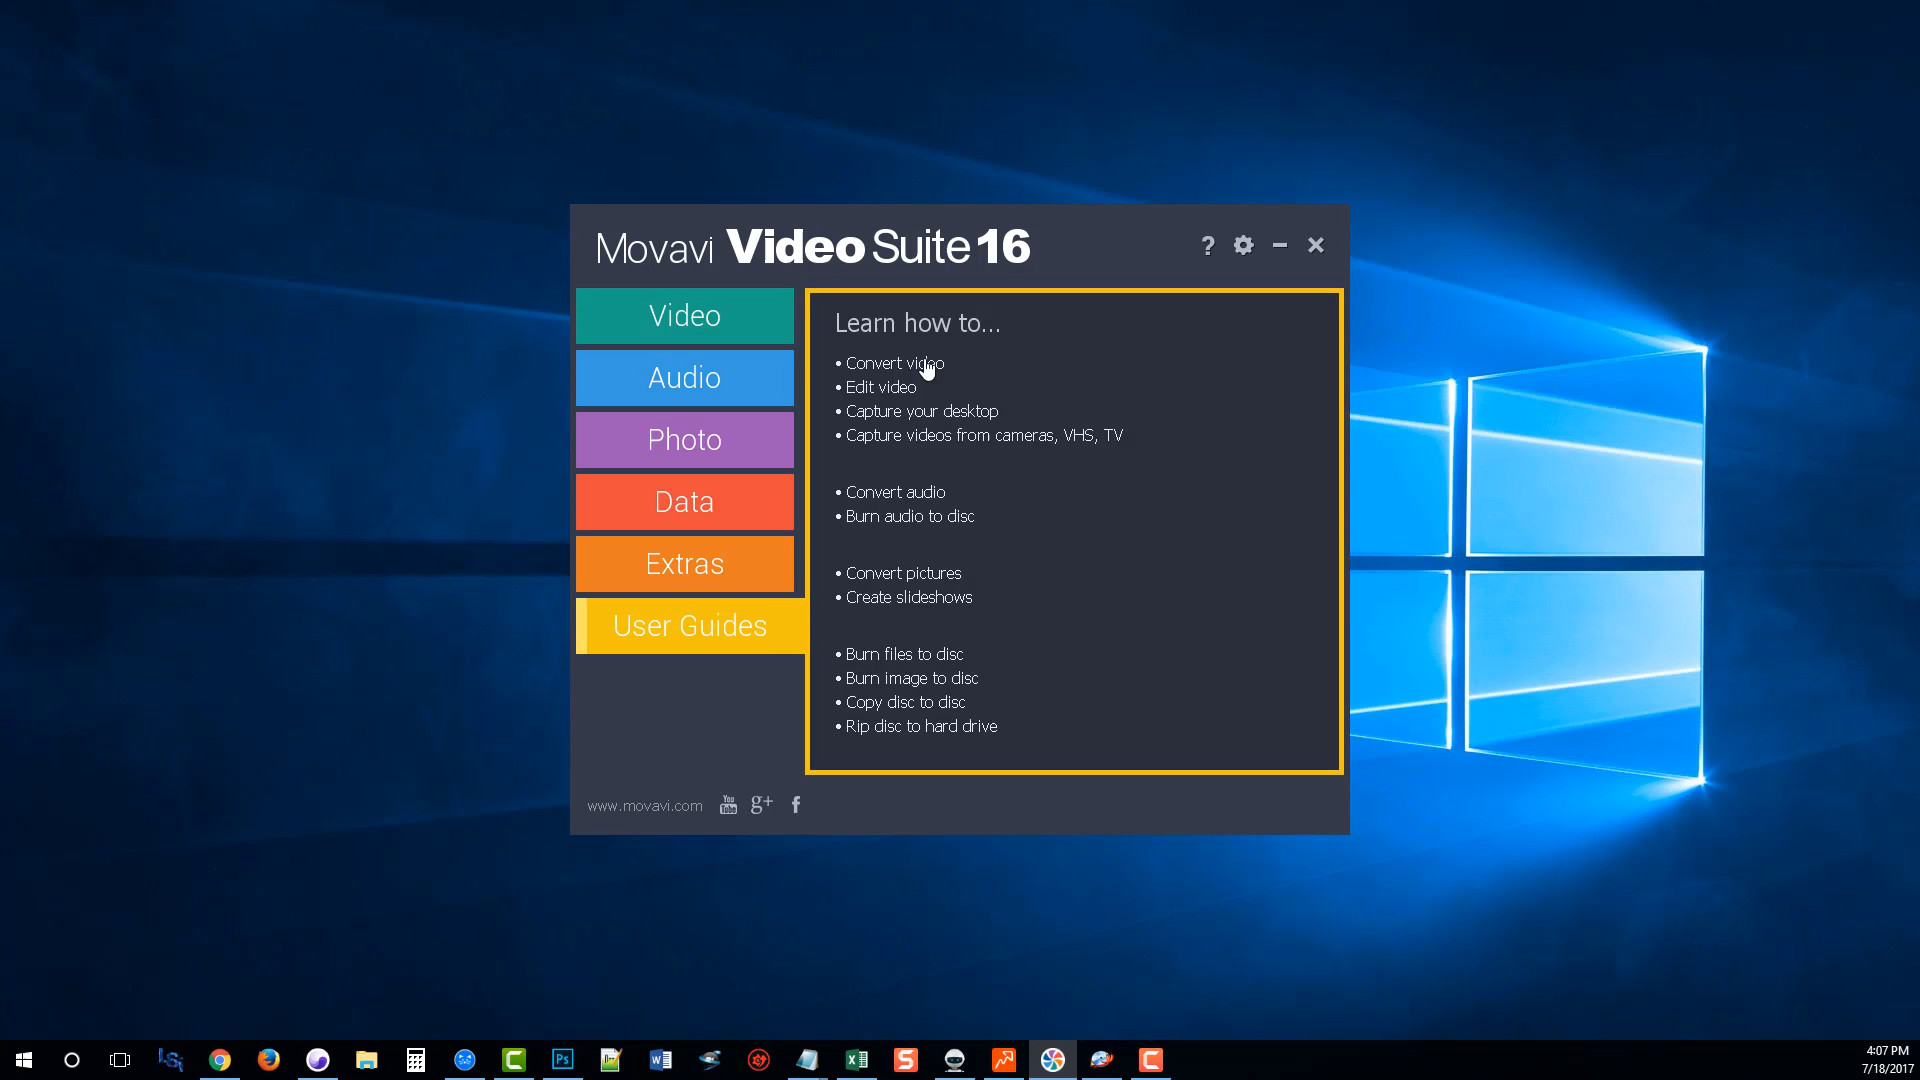 Movavi Video Suite 16
?
Video
Audio
Photo
Data
Extras
User Guides
Learn how to...
• Convert video
• Edit video
• Capture your desktop
• Capture videos from cameras, VHS, TV
• Convert audio
• Burn audio to disc
• Convert pictures
• Create slideshows
• Burn files to disc
• Burn image to disc
• Copy disc to disc
• Rip disc to hard drive
www.movavi.com You Tube g+ f
Ps
4:07 PM
7/18/2017